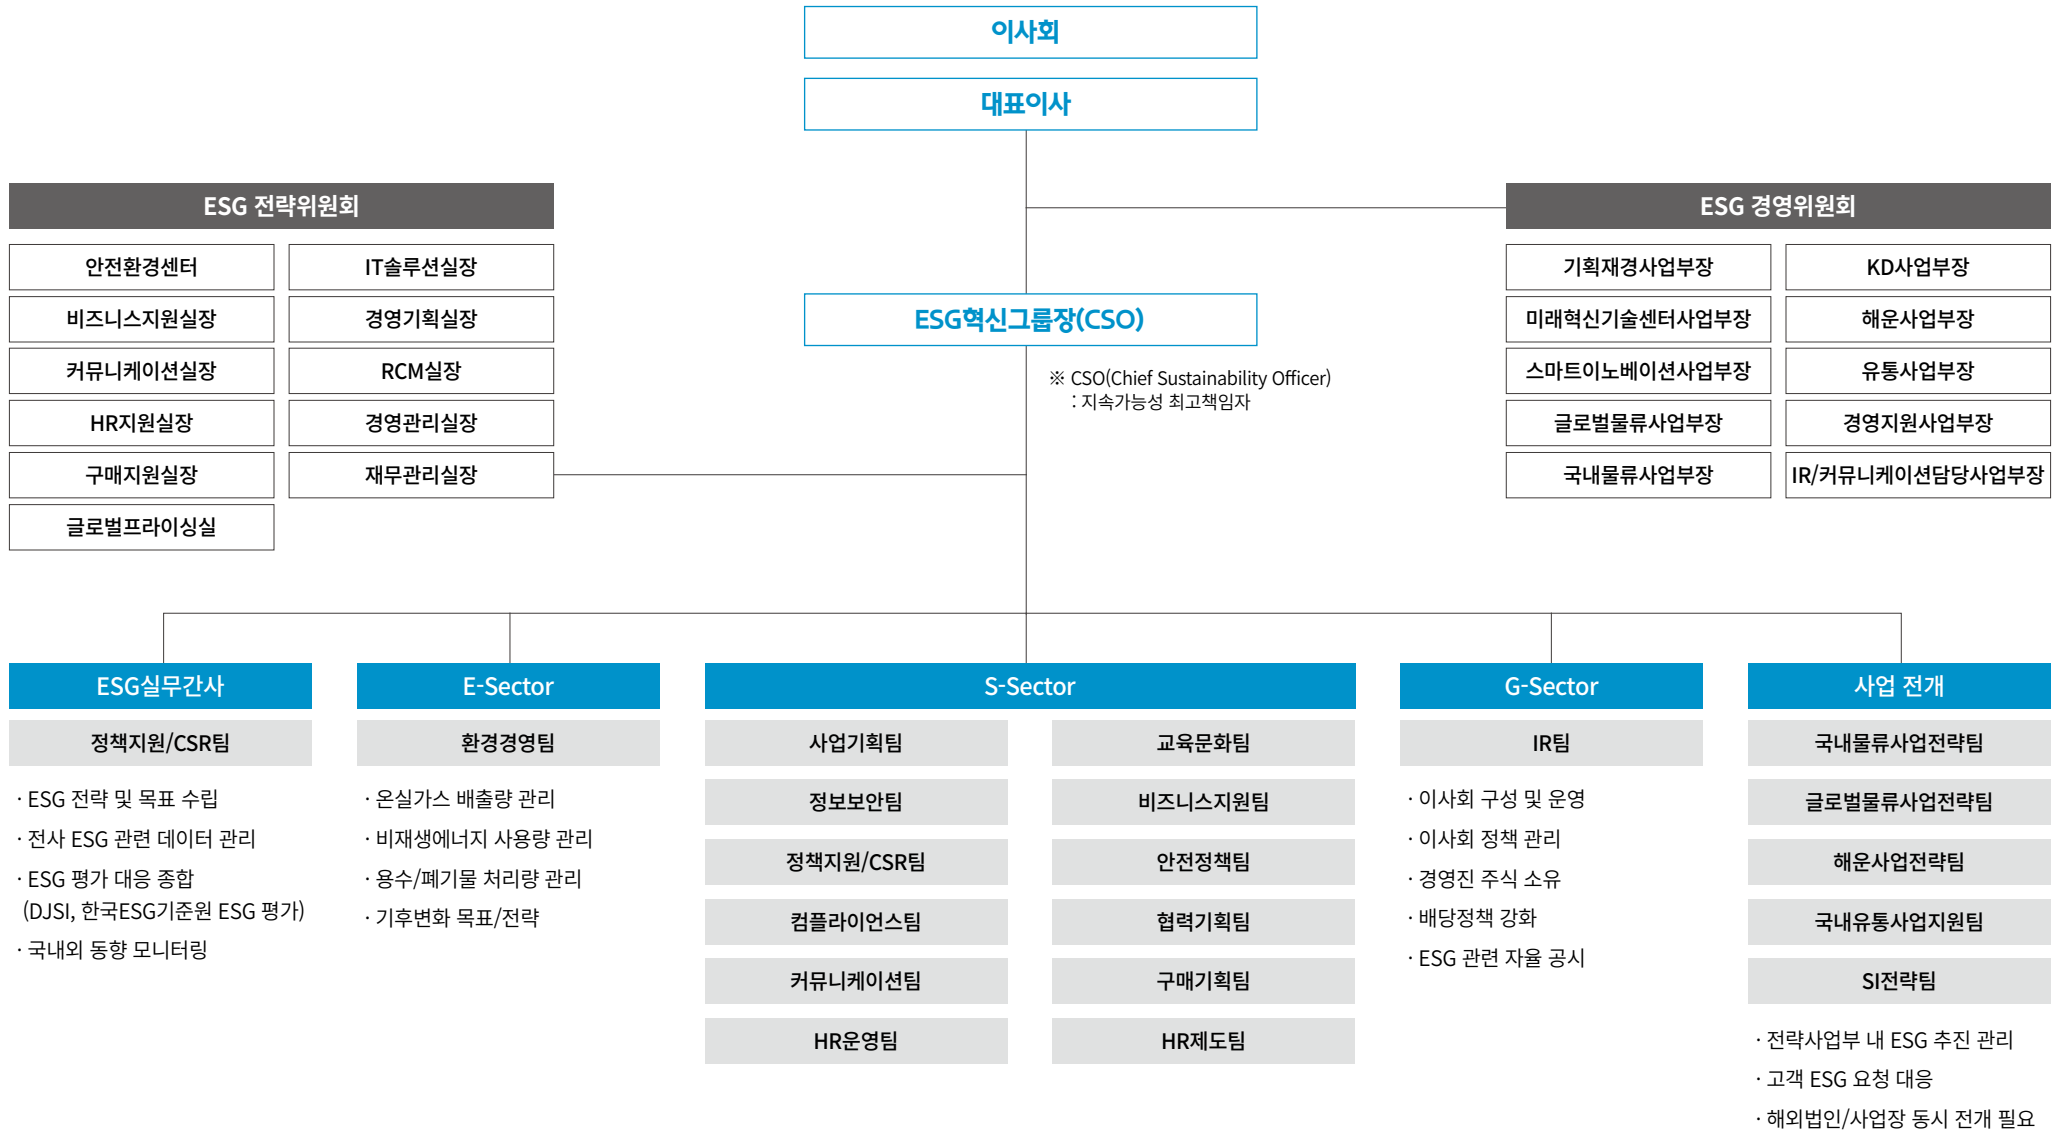 이사회
대표이사
ESG 전략위원회
안전환경센터
IT솔루션실장
비즈니스지원실장
경영기획실장
커뮤니케이션실장
RCM실장
HR지원실장
경영관리실장
구매지원실장
재무관리실장
글로벌프라이싱실
ESG 경영위원회
기획재경사업부장
KD사업부장
미래혁신기술센터사업부장
해운사업부장
스마트이노베이션사업부장
유통사업부장
글로벌물류사업부장
경영지원사업부장
국내물류사업부장
IR/커뮤니케이션담당사업부장
ESG혁신그룹장(CSO)
※ CSO(Chief Sustainability Officer)
: 지속가능성 최고책임자
ESG실무간사
정책지원/CSR팀
· ESG 전략 및 목표 수립
· 전사 ESG 관련 데이터 관리
· ESG 평가 대응 종합
(DJSI, 한국ESG기준원 ESG 평가)
· 국내외 동향 모니터링
E-Sector
환경경영팀
· 온실가스 배출량 관리
· 비재생에너지 사용량 관리
· 용수/폐기물 처리량 관리
· 기후변화 목표/전략
S-Sector
사업기획팀
교육문화팀
정보보안팀
비즈니스지원팀
정책지원/CSR팀
안전정책팀
컴플라이언스팀
협력기획팀
커뮤니케이션팀
구매기획팀
HR운영팀
HR제도팀
G-Sector
IR팀
· 이사회 구성 및 운영
· 이사회 정책 관리
· 경영진 주식 소유
· 배당정책 강화
· ESG 관련 자율 공시
사업 전개
국내물류사업전략팀
글로벌물류사업전략팀
해운사업전략팀
국내유통사업지원팀
SI전략팀
· 전략사업부 내 ESG 추진 관리
· 고객 ESG 요청 대응
· 해외법인/사업장 동시 전개 필요